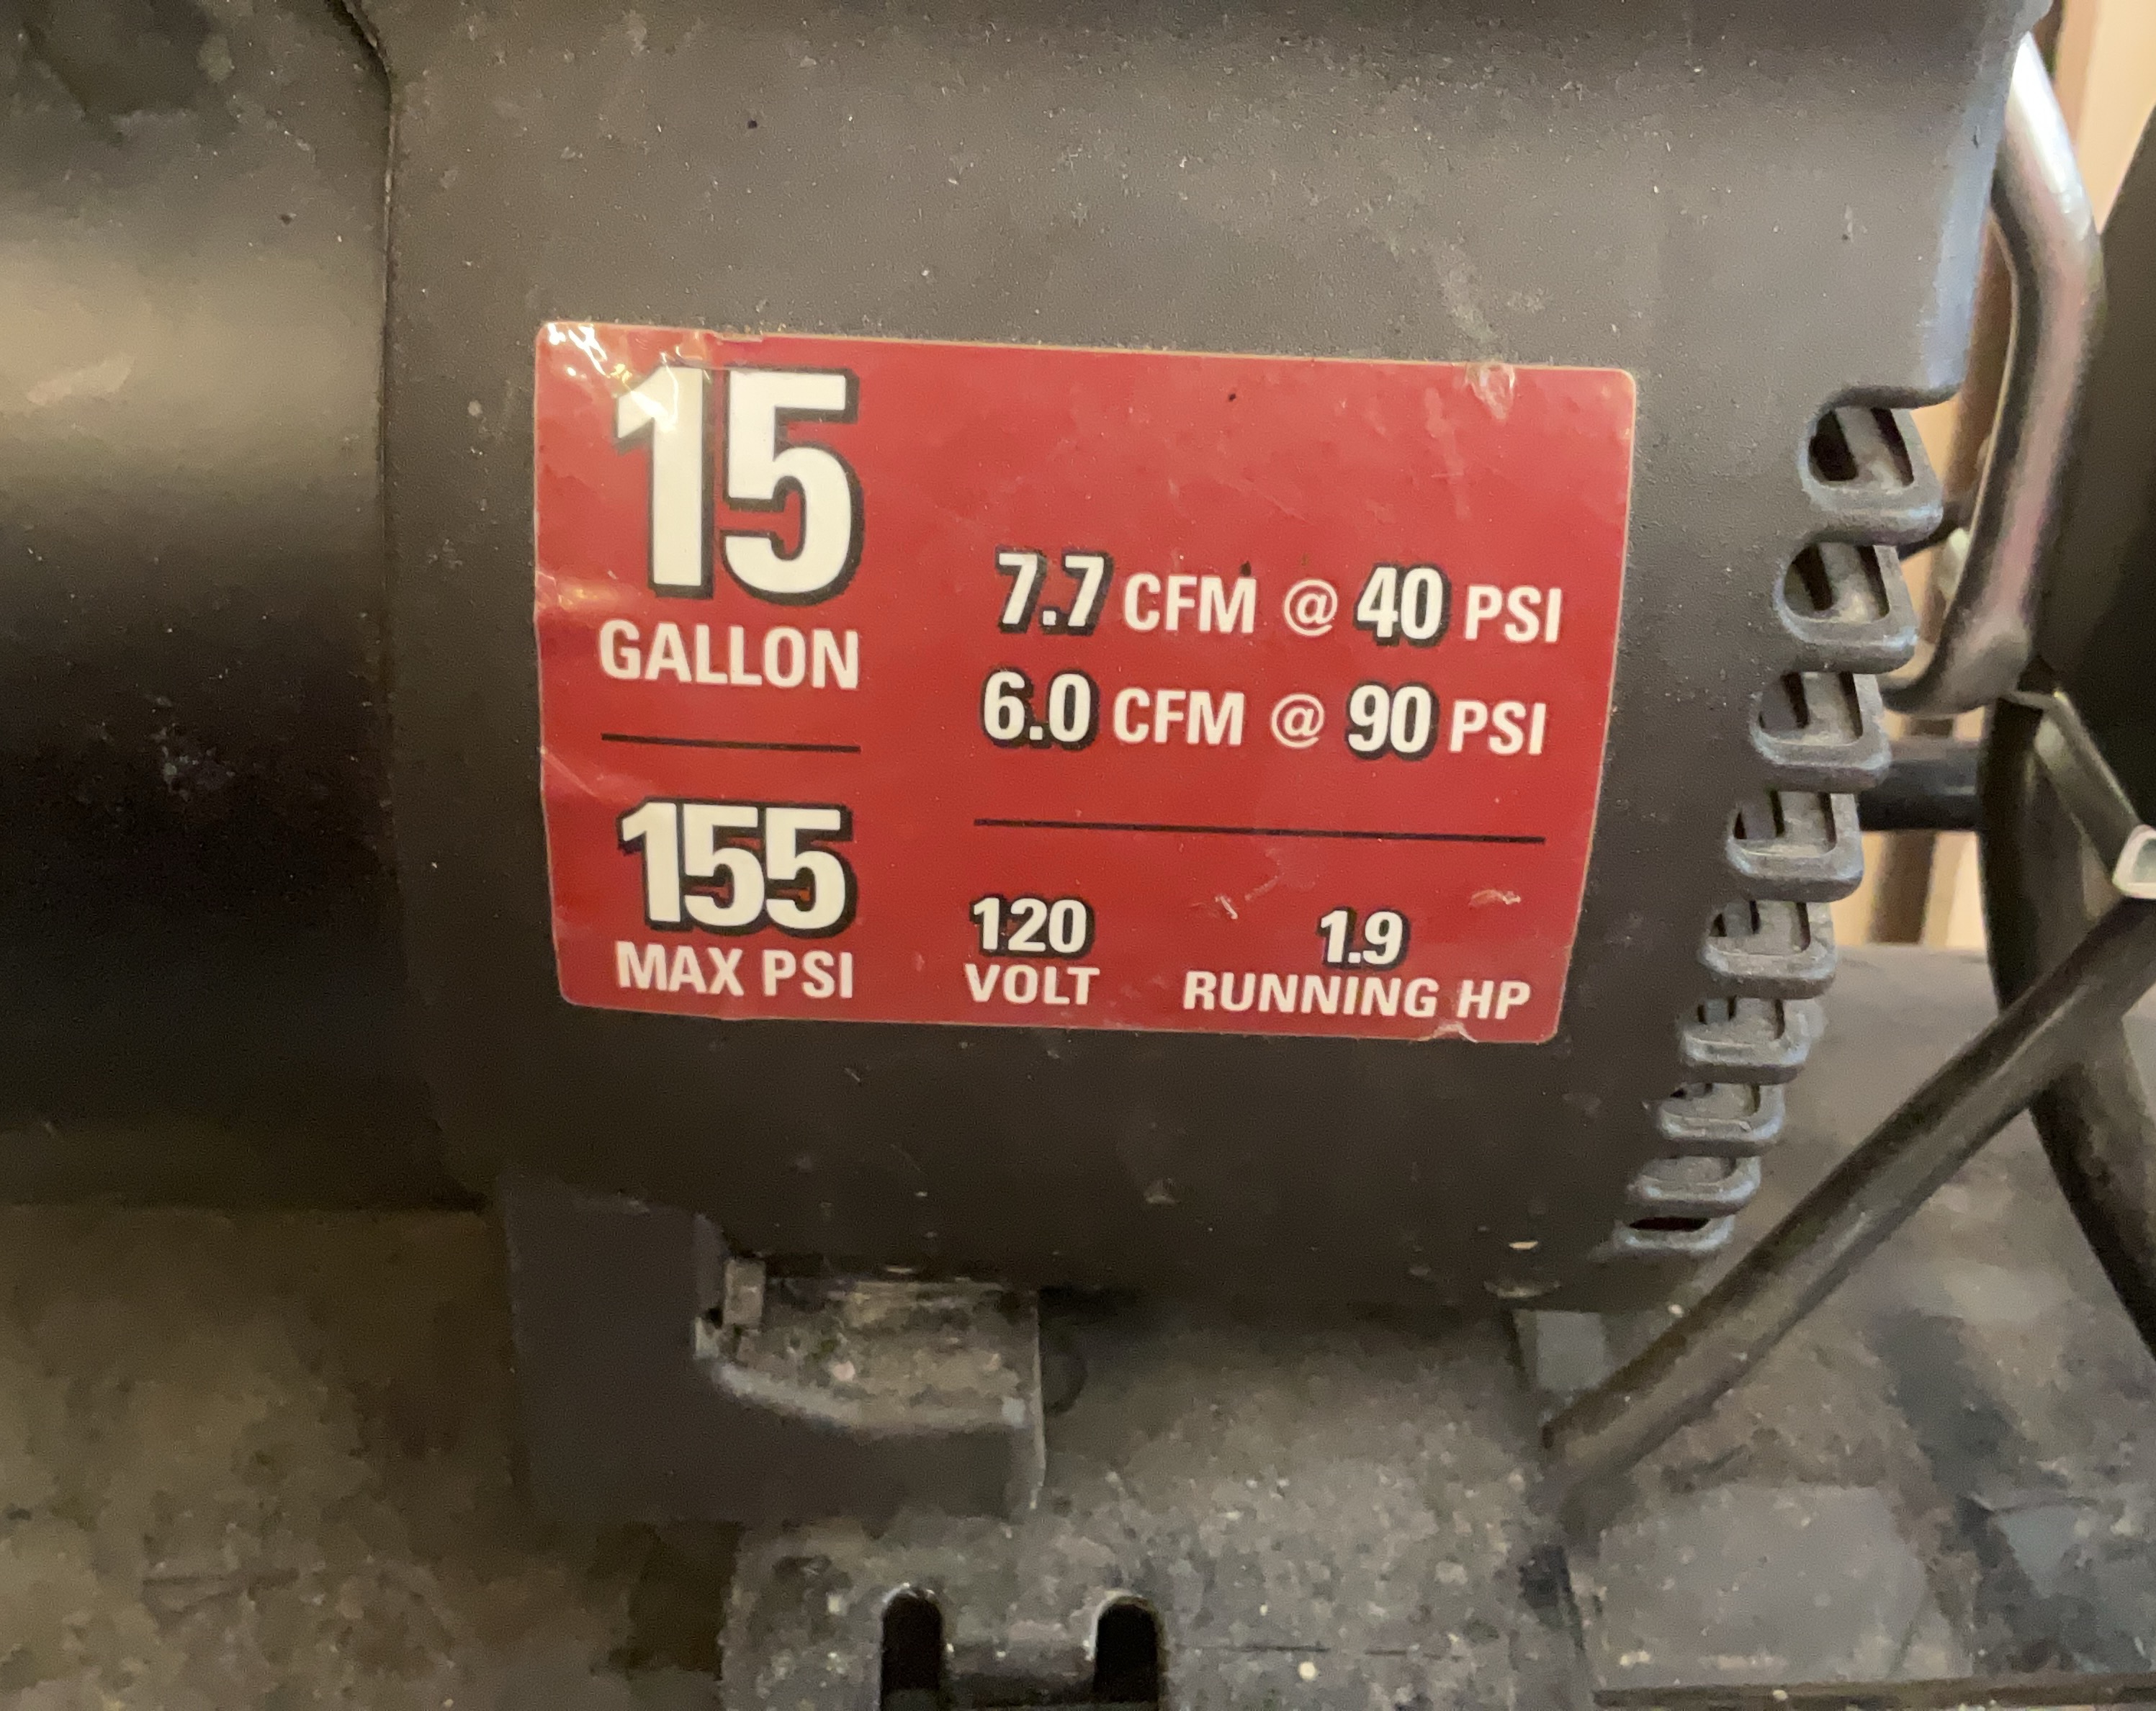 15
GALLON
155
MAX PSI
7.7 CFM @ 40 PSI
6.0 CFM @ 90 PSI
120
VOLT
1.9
RUNNING HP